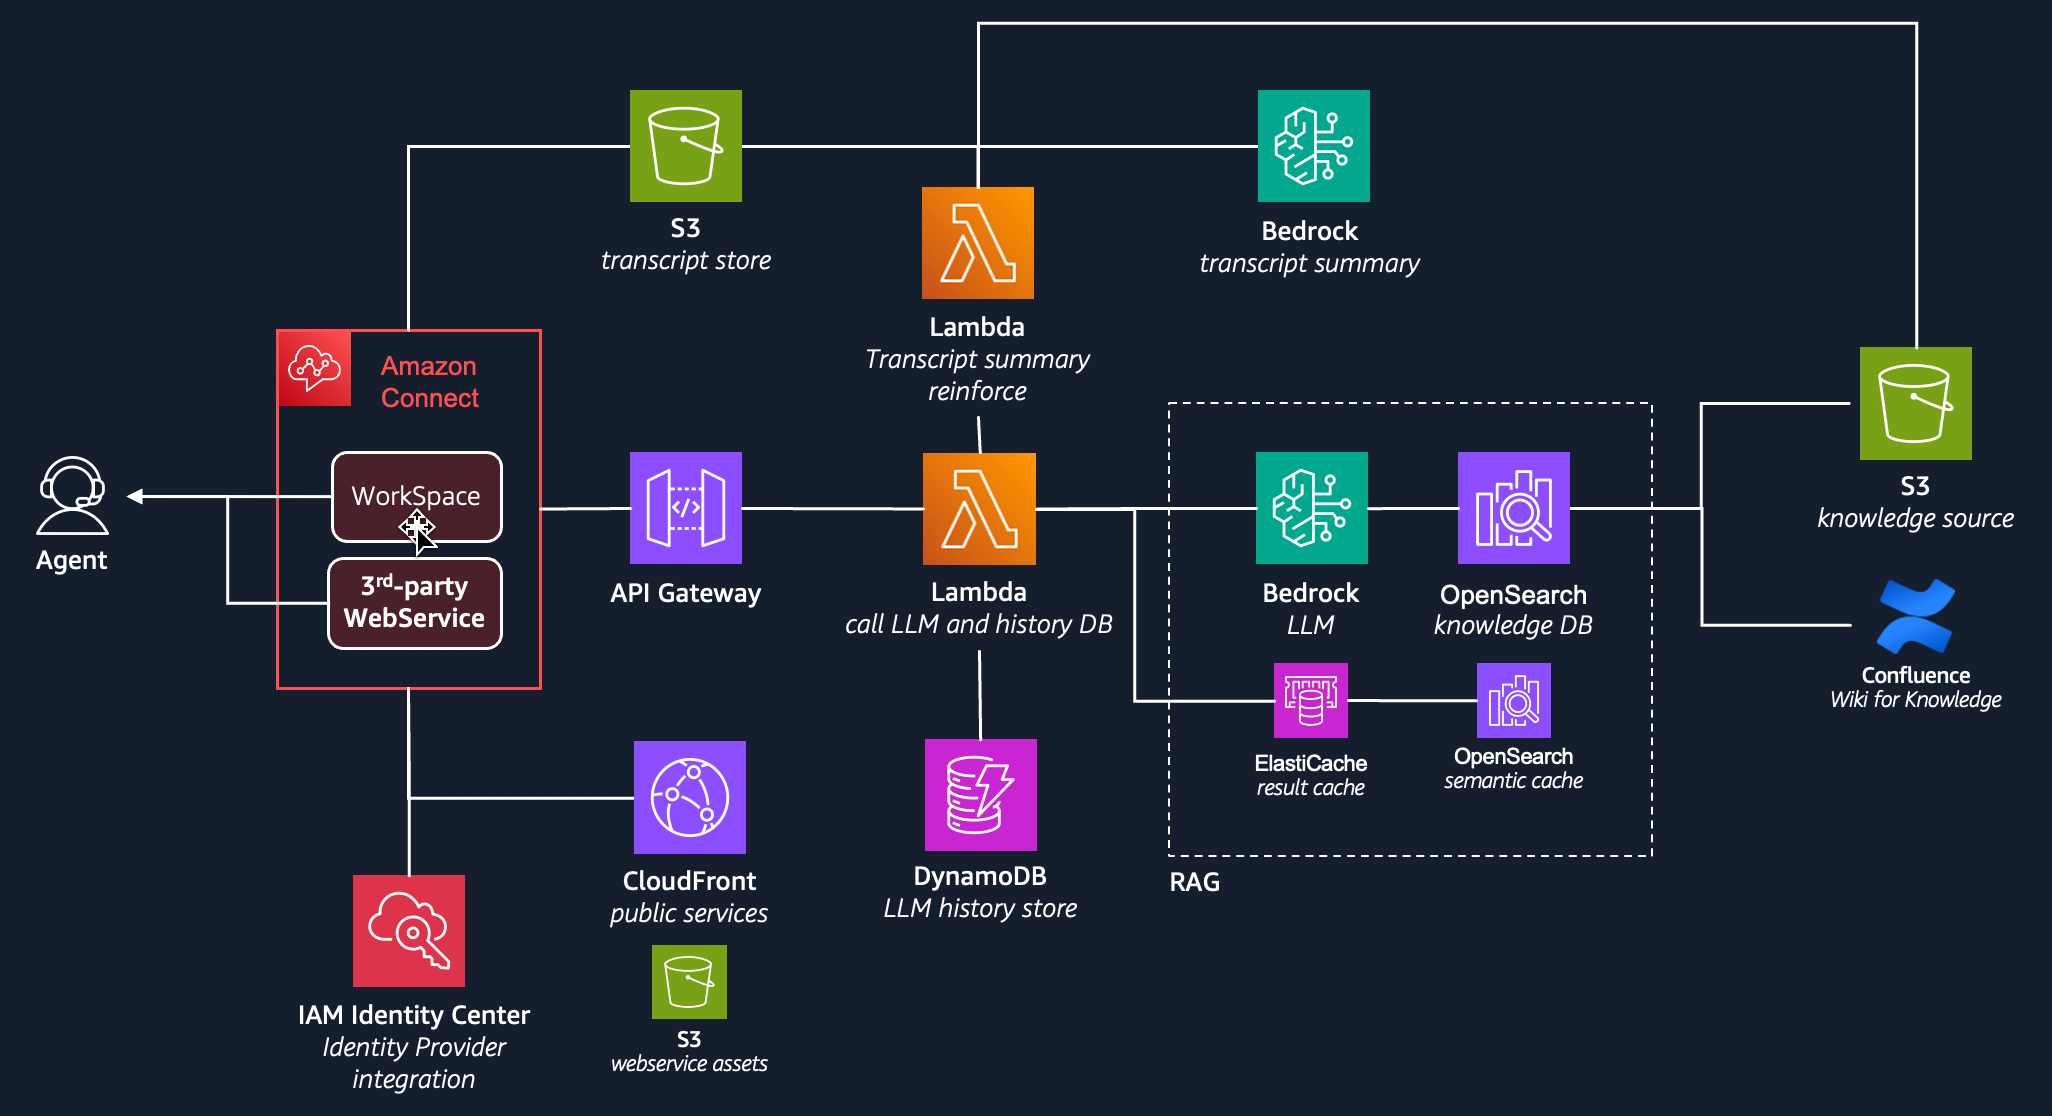 S3
transcript store
Bedrock
transcript summary
Lambda
Transcript summary
reinforce
Amazon
Connect
WorkSpace
3rd-party
WebService
Agent
API Gateway
Lambda
call LLM and history DB
Bedrock
LLM
OpenSearch
knowledge DB
S3
knowledge source
ElastiCache
result cache
OpenSearch
semantic cache
Confluence
Wiki for Knowledge
RAG
CloudFront
public services
DynamoDB
LLM history store
IAM Identity Center
Identity Provider
integration
S3
webservice assets